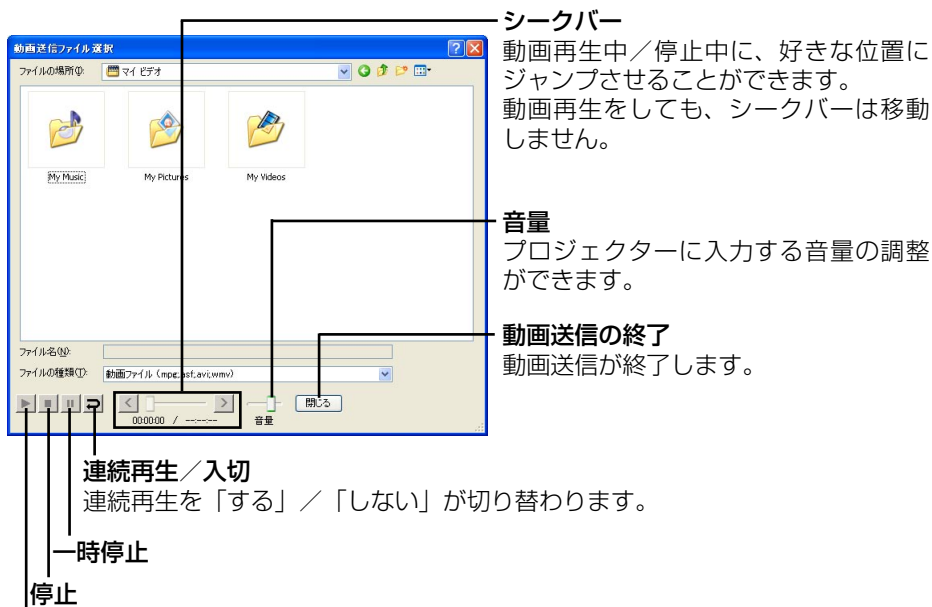 動画送信ファイル選択
ファイルの場所(I):
マイ ビデオ
My Music
My Pictures
My Videos
ファイル名(N):
ファイルの種類(T):
動画ファイル (mpg;asf;avi;wmv)
00:00:00 / --:--:--
音量
閉じる
シークバー
動画再生中／停止中に、好きな位置に
ジャンプさせることができます。
動画再生をしても、シークバーは移動
しません。
音量
プロジェクターに入力する音量の調整
ができます。
動画送信の終了
動画送信が終了します。
連続再生／入切
連続再生を「する」／「しない」が切り替わります。
一時停止
停止